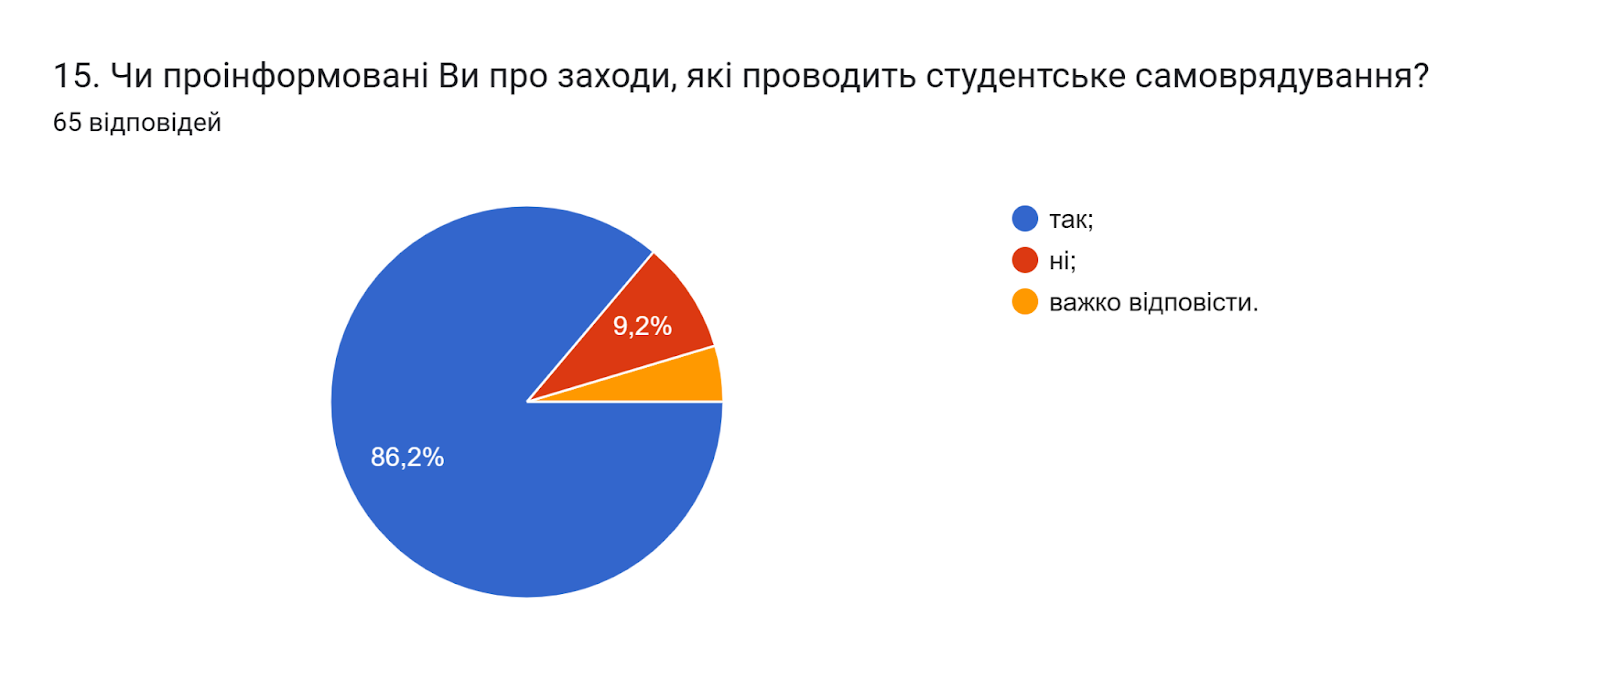 15. Чи проінформовані Ви про заходи, які проводить студентське самоврядування?
65 відповідей
так;
ні;
важко відповісти.
9,2%
86,2%